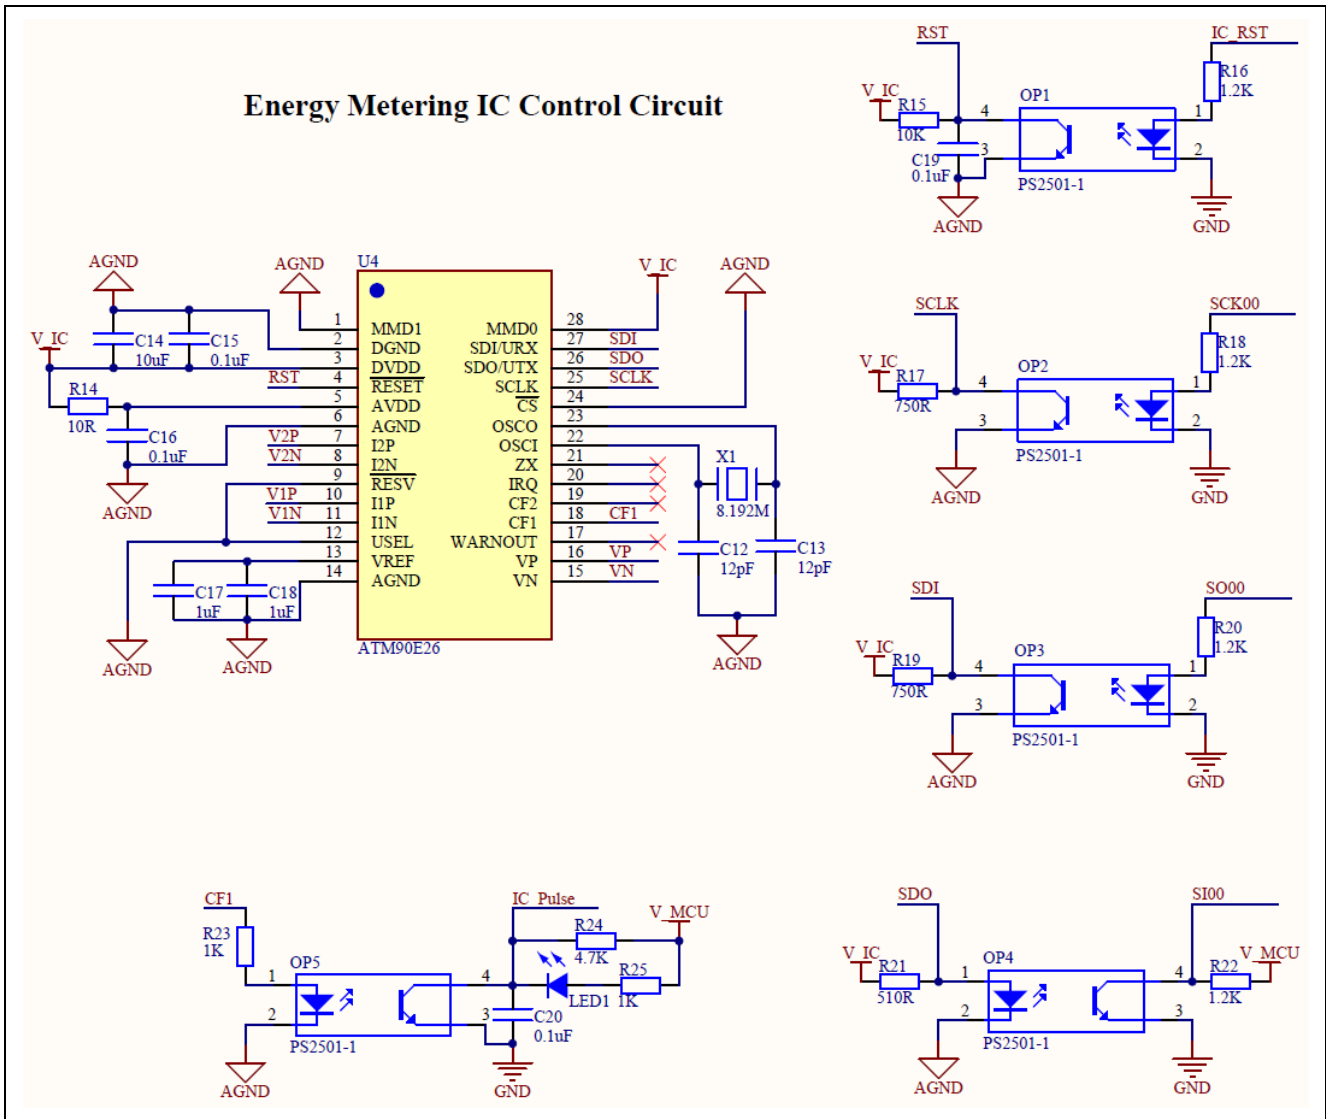 Energy Metering IC Control Circuit
RST
IC_RST
V_IC
R15
10K
C19
0.1uF
4
3
OP1
PS2501-1
1
2
R16
1.2K
AGND
GND
AGND
V_IC
C14
10uF
C15
0.1uF
R14
10R
C16
0.1uF
AGND
AGND
RST
V2P
V2N
V1P
V1N
C17
1uF
C18
1uF
AGND
AGND
U4
1 MMD1
2 DGND
3 DVDD
4 RESET
5 AVDD
6 AGND
7 I2P
8 I2N
9 RESV
10 I1P
11 I1N
12 USEL
13 VREF
14 AGND
MMD0 28
SDI/URX 27 SDI
SDO/UTX 26 SDO
SCLK 25 SCLK
CS 24
OSCO 23
OSCI 22
ZX 21
IRQ 20
CF2 19
CF1 18 CF1
WARNOUT 17
VP 16 VP
VN 15 VN
ATM90E26
V_IC
AGND
X1
8.192M
C12
12pF
C13
12pF
AGND
SCLK
SCK00
V_IC
R17
750R
4
3
OP2
PS2501-1
1
2
R18
1.2K
AGND
GND
SDI
SO00
V_IC
R19
750R
4
3
OP3
PS2501-1
1
2
R20
1.2K
AGND
GND
CF1
R23
1K
1
2
OP5
PS2501-1
4
3
IC_Pulse
R24
4.7K
V_MCU
R25
1K
LED1
C20
0.1uF
AGND
GND
SDO
SI00
V_IC
R21
510R
1
2
OP4
PS2501-1
4
3
R22
1.2K
V_MCU
AGND
GND